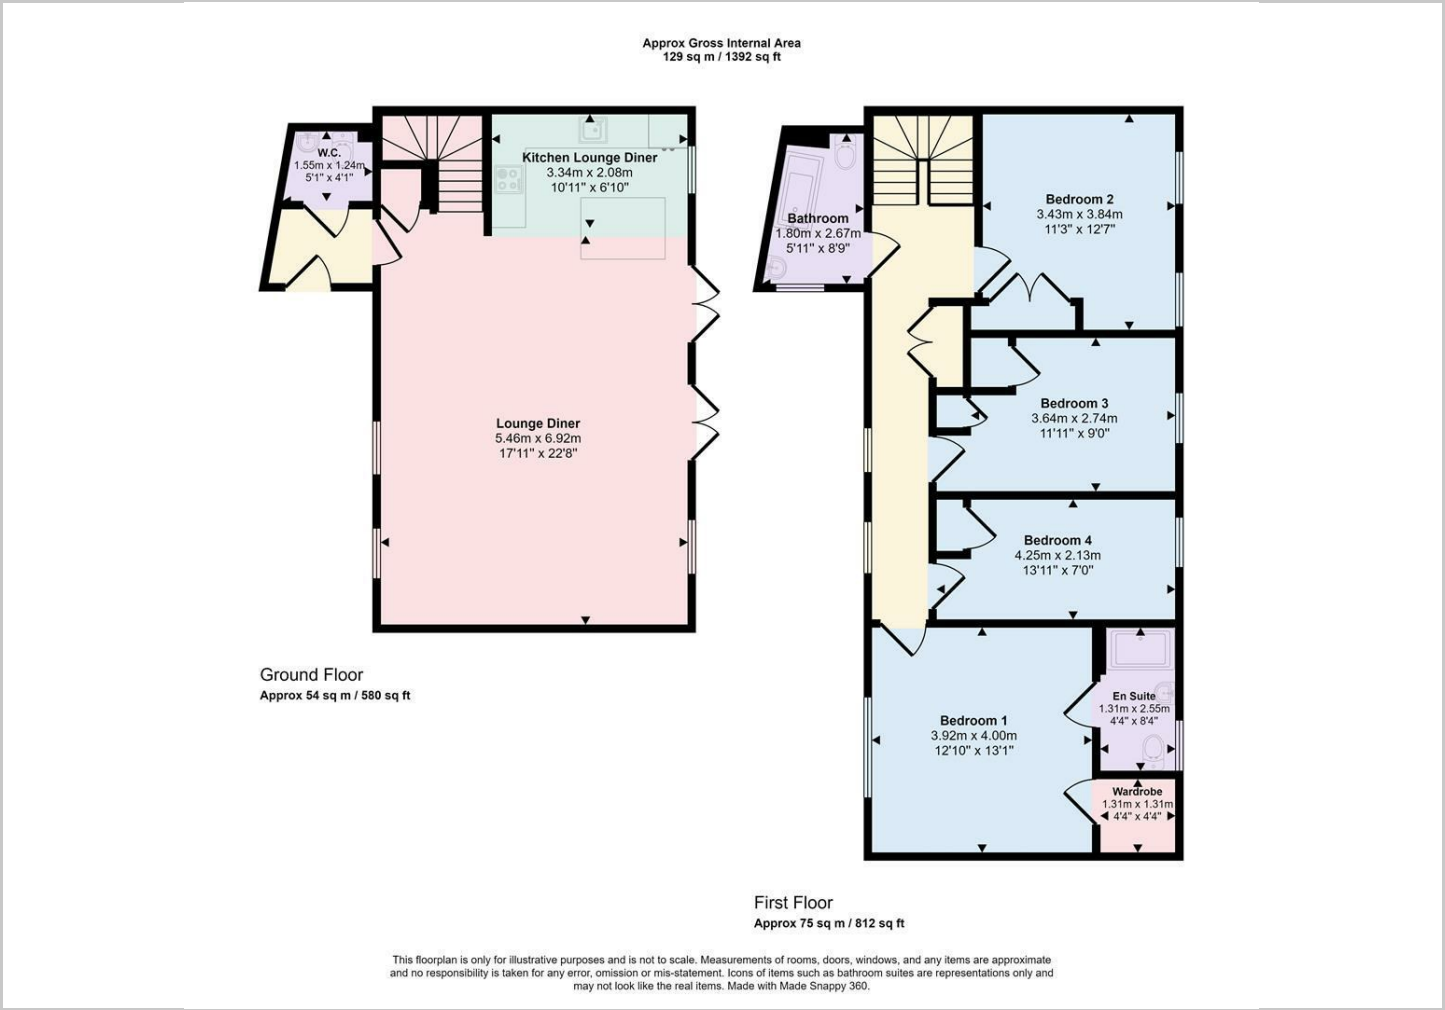 Approx Gross Internal Area
129 sq m / 1392 sq ft
W.C.
1.55m x 1.24m
5'1" x 4'1"
Kitchen Lounge Diner
3.34m x 2.08m
10'11" x 6'10"
Lounge Diner
5.46m x 6.92m
17'11" x 22'8"
Ground Floor
Approx 54 sq m / 580 sq ft
Bathroom
1.80m x 2.67m
5'11" x 8'9"
Bedroom 2
3.43m x 3.84m
11'3" x 12'7"
Bedroom 3
3.64m x 2.74m
11'11" x 9'0"
Bedroom 4
4.25m x 2.13m
13'11" x 7'0"
Bedroom 1
3.92m x 4.00m
12'10" x 13'1"
En Suite
1.31m x 2.55m
4'4" x 8'4"
Wardrobe
1.31m x 1.31m
4'4" x 4'4"
First Floor
Approx 75 sq m / 812 sq ft
This floorplan is only for illustrative purposes and is not to scale. Measurements of rooms, doors, windows, and any items are approximate
and no responsibility is taken for any error, omission or mis-statement. Icons of items such as bathroom suites are representations only and
may not look like the real items. Made with Made Snappy 360.